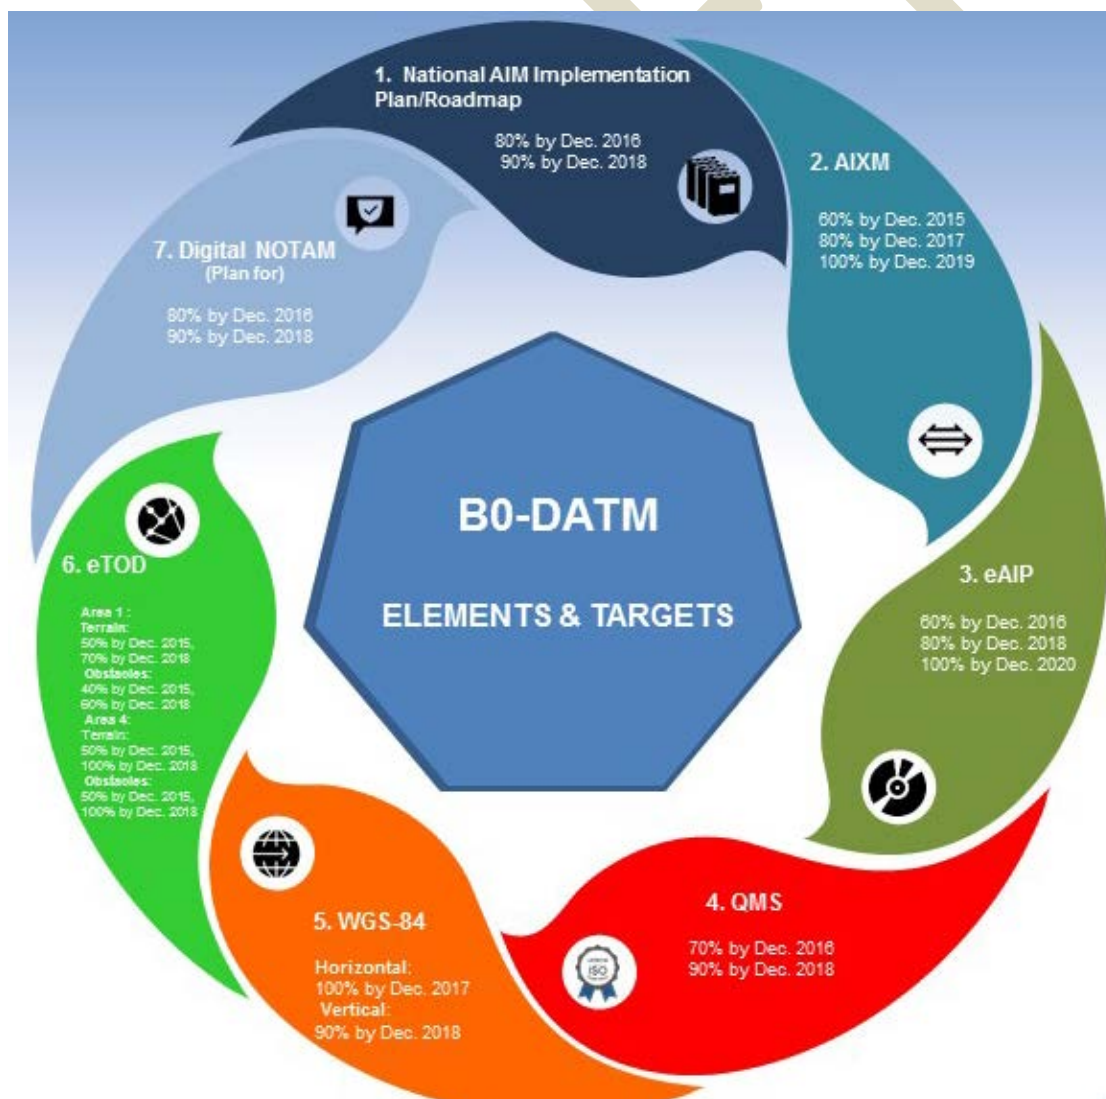 1. National AIM Implementation
Plan/Roadmap
80% by Dec. 2016
90% by Dec. 2018
2. AIXM
60% by Dec. 2015
80% by Dec. 2017
100% by Dec. 2019
3. eAIP
60% by Dec. 2016
80% by Dec. 2018
100% by Dec. 2020
4. QMS
70% by Dec. 2016
90% by Dec. 2018
ISO
5. WGS-84
Horizontal:
100% by Dec. 2017
Vertical:
90% by Dec. 2018
6. eTOD
Area 1 :
Terrain:
50% by Dec. 2015,
70% by Dec. 2018
Obstacles:
40% by Dec. 2015,
60% by Dec. 2018
Area 4:
Terrain:
50% by Dec. 2015,
100% by Dec. 2018
Obstacles:
50% by Dec. 2015,
100% by Dec. 2018
7. Digital NOTAM
(Plan for)
80% by Dec. 2016
90% by Dec. 2018
B0-DATM
ELEMENTS & TARGETS